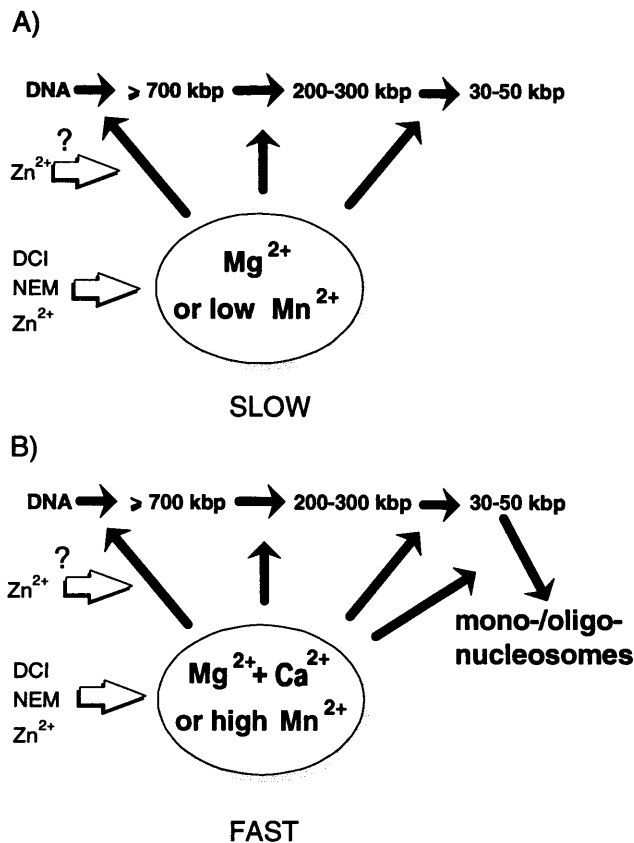 A)
DNA ≥ 700 kbp 200-300 kbp 30-50 kbp
?
Zn2+
DCI
NEM
Zn2+
Mg2+
or low Mn2+
SLOW
B)
DNA ≥ 700 kbp 200-300 kbp 30-50 kbp
?
Zn2+
mono-/oligo-
nucleosomes
DCI
NEM
Zn2+
Mg2++ Ca2+
or high Mn2+
FAST